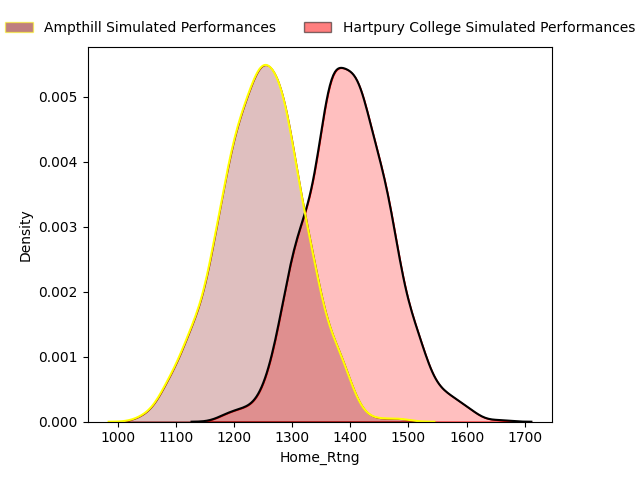 Ampthill Simulated Performances
Hartpury College Simulated Performances
Density
0.005
0.004
0.003
0.002
0.001
0.000
1000 1100 1200 1300 1400 1500 1600 1700
Home_Rtng